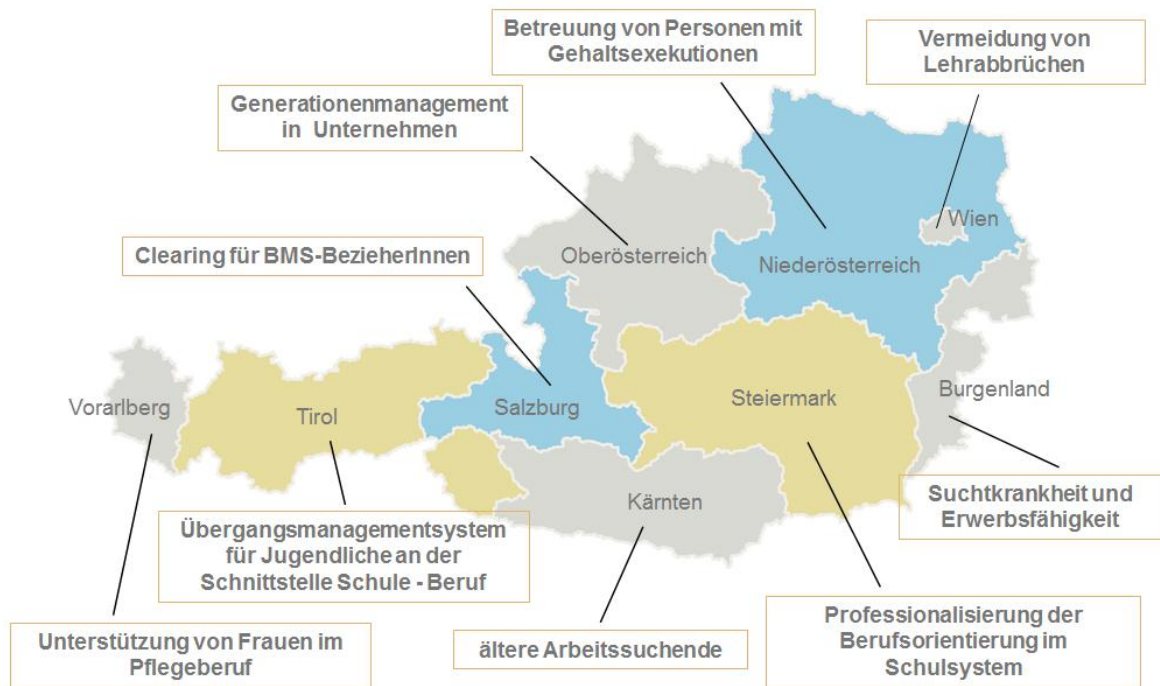 Betreuung von Personen mit
Gehaltsexekutionen
Vermeidung von
Lehrabbrüchen
Generationenmanagement
in Unternehmen
Clearing für BMS-BezieherInnen
Oberösterreich
Niederösterreich
Wien
Vorarlberg
Tirol
Salzburg
Steiermark
Burgenland
Kärnten
Suchtkrankheit und
Erwerbsfähigkeit
Übergangsmanagementsystem
für Jugendliche an der
Schnittstelle Schule - Beruf
Unterstützung von Frauen im
Pflegeberuf
ältere Arbeitssuchende
Professionalisierung der
Berufsorientierung im
Schulsystem